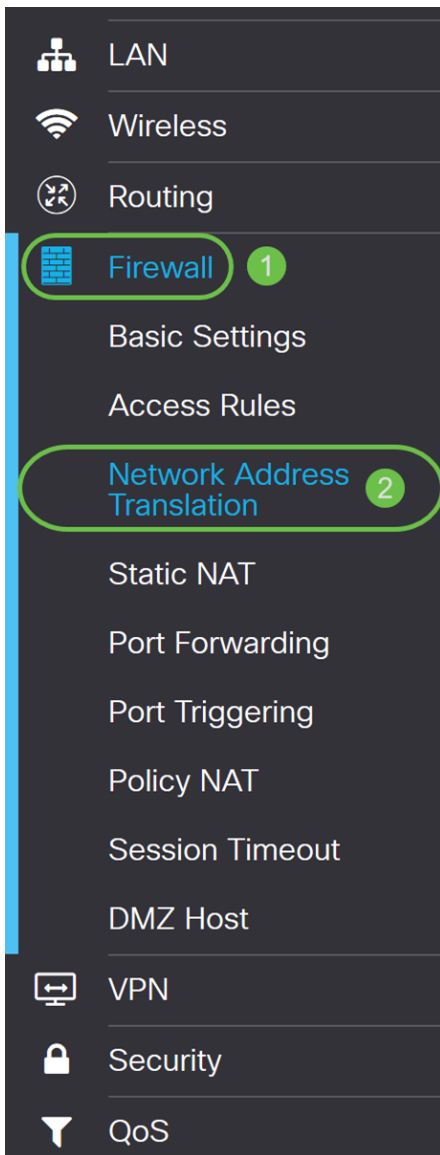 LAN
Wireless
Routing
Firewall 1
Basic Settings
Access Rules
Network Address
Translation 2
Static NAT
Port Forwarding
Port Triggering
Policy NAT
Session Timeout
DMZ Host
VPN
Security
QoS